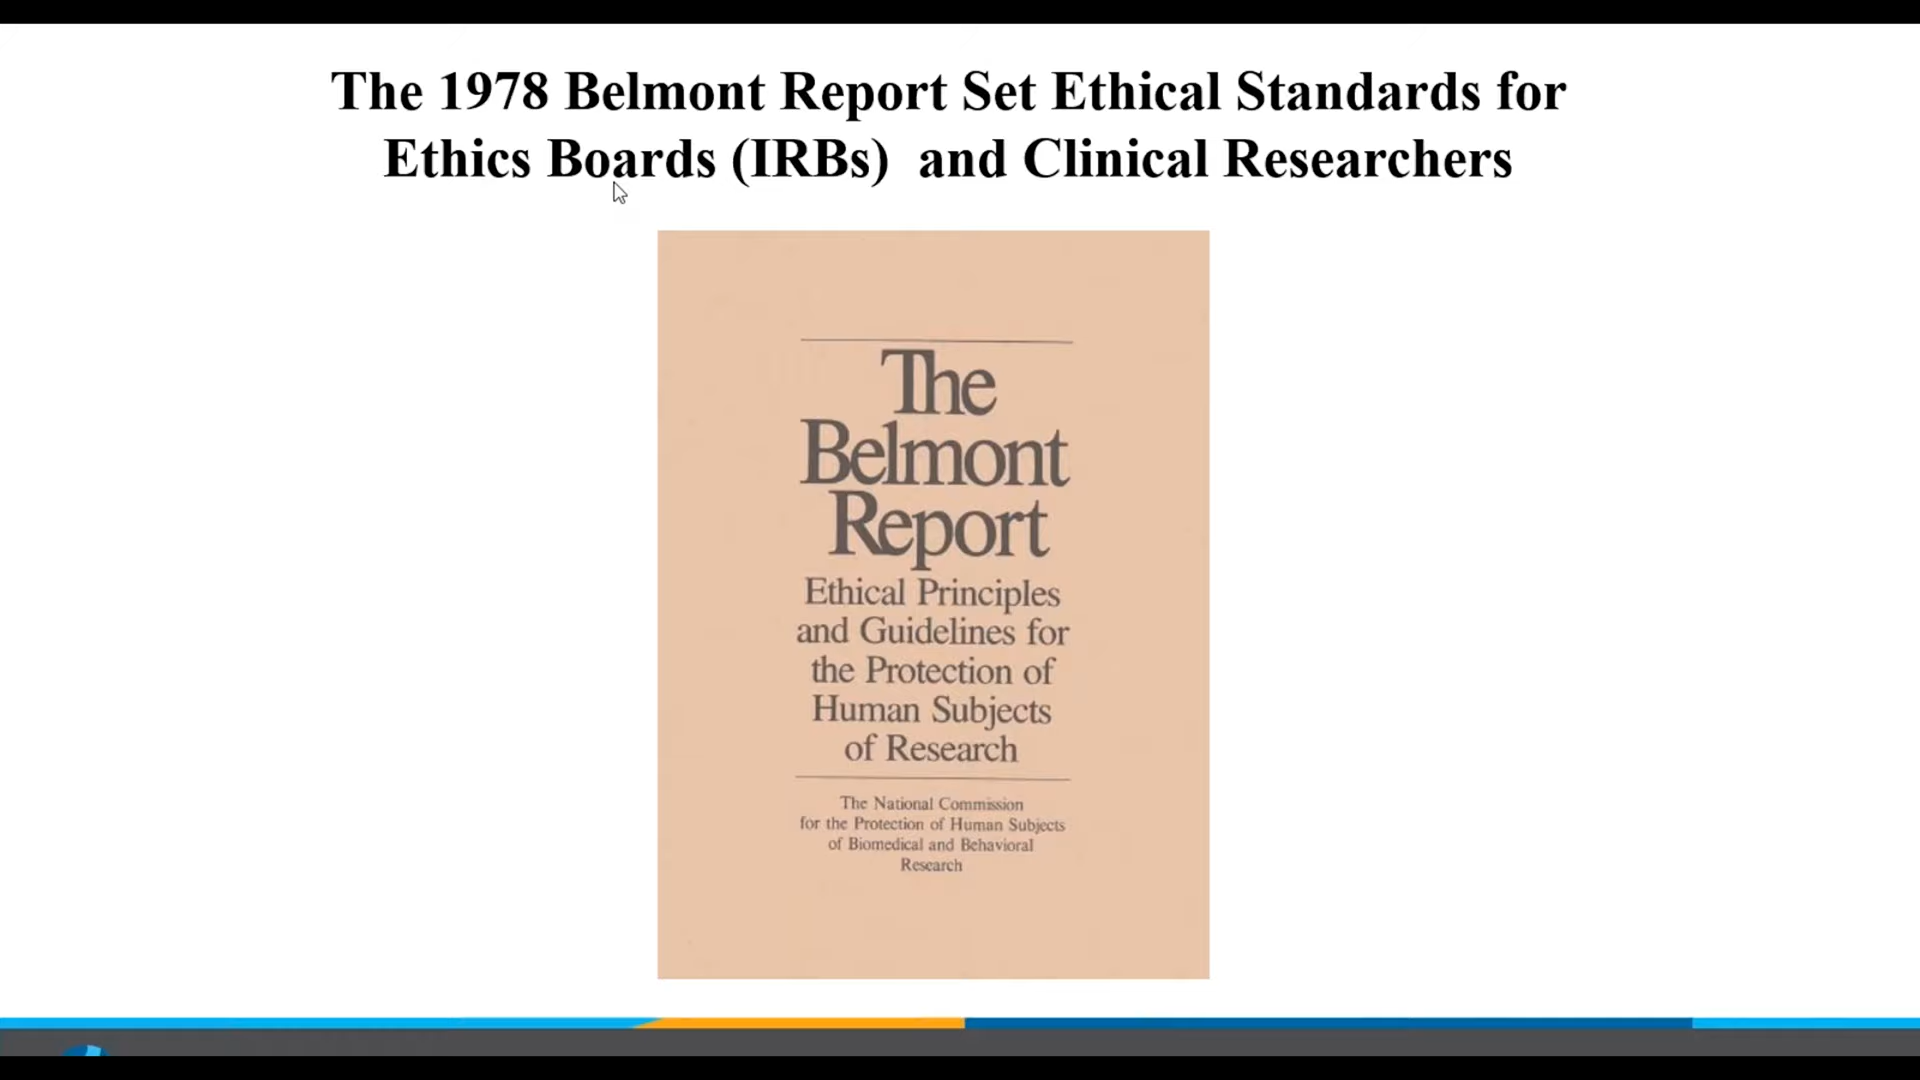 The 1978 Belmont Report Set Ethical Standards for
Ethics Boards (IRBs)  and Clinical Researchers
The
Belmont
Report
Ethical Principles
and Guidelines for
the Protection of
Human Subjects
of Research
The National Commission
for the Protection of Human Subjects
of Biomedical and Behavioral
Research